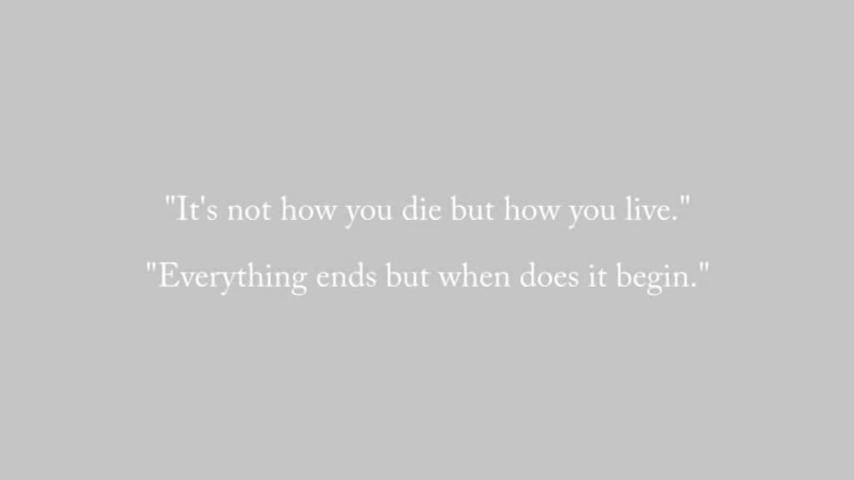 "It's not how you die but how you live."
"Everything ends but when does it begin."